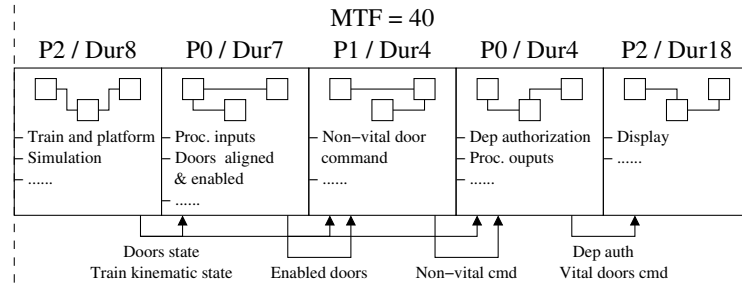 MTF = 40
P2 / Dur8 P0 / Dur7 P1 / Dur4 P0 / Dur4 P2 / Dur18
– Train and platform
– Simulation
– ......
– Proc. inputs
– Doors aligned
& enabled
– ......
– Non–vital door
command
– ......
– Dep authorization
– Proc. ouputs
– ......
– Display
– ......
Doors state
Train kinematic state
Enabled doors
Non–vital cmd
Dep auth
Vital doors cmd